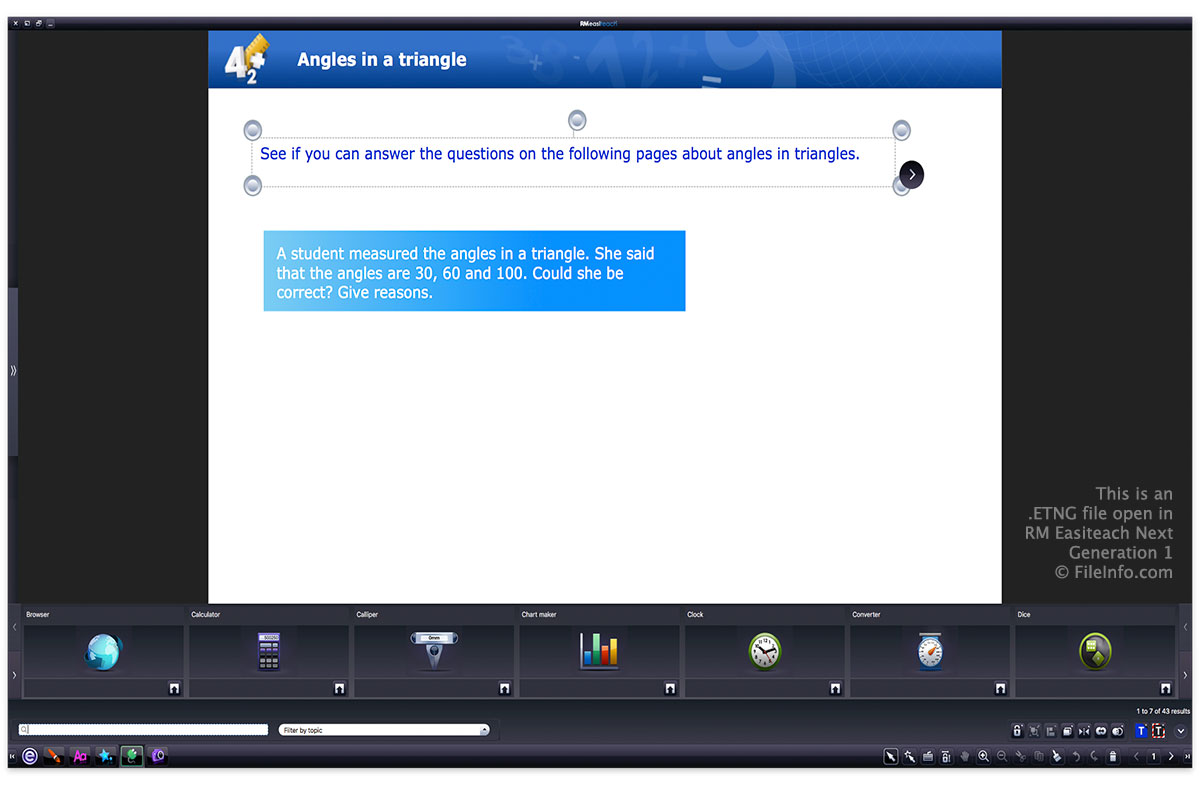 RMeasiteach
Angles in a triangle
See if you can answer the questions on the following pages about angles in triangles.
A student measured the angles in a triangle. She said
that the angles are 30, 60 and 100. Could she be
correct? Give reasons.
This is an
.ETNG file open in
RM Easiteach Next
Generation 1
© FileInfo.com
Browser
Calculator
Calliper
Chart maker
Clock
Converter
Dice
1 to 7 of 43 results
Filter by topic
1